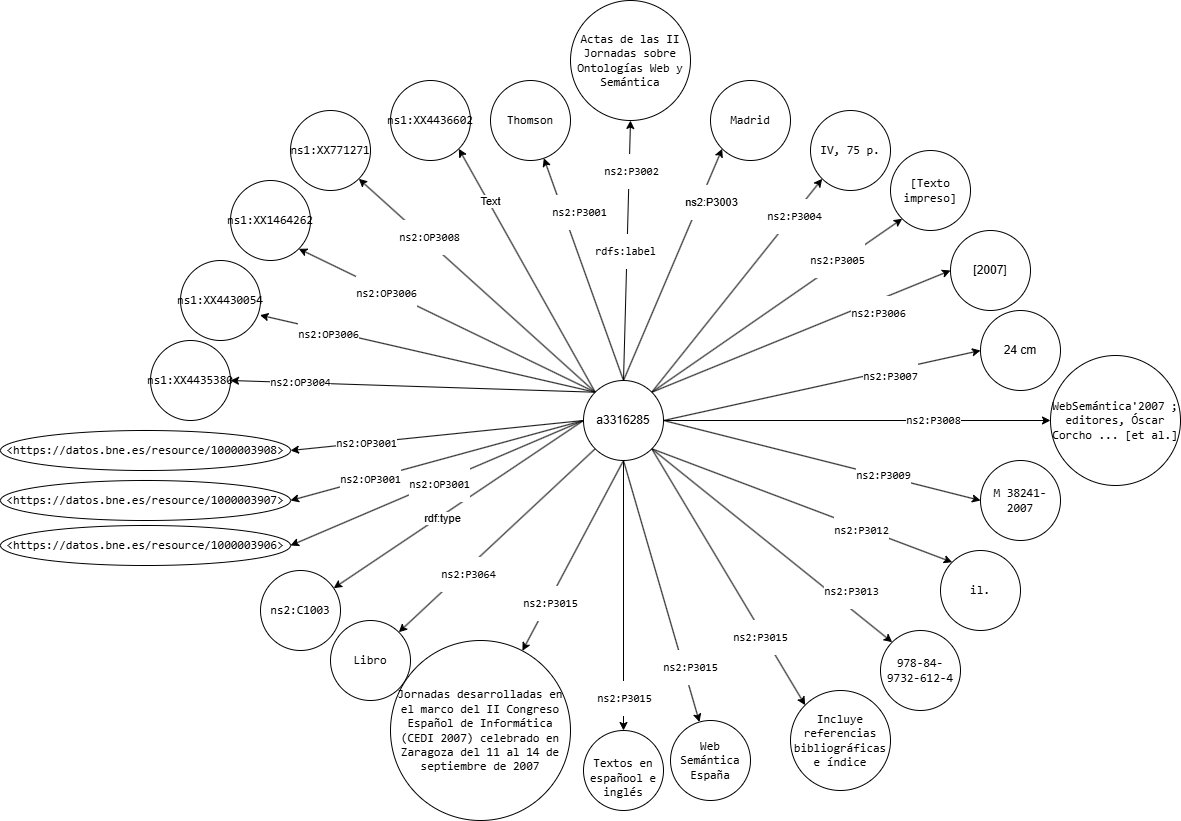 Actas de las II
Jornadas sobre
Ontologías Web y
Semántica
ns1:XX4436602
Thomson
Madrid
ns1:XX771271
IV, 75 p.
[Texto
impreso]
ns2:P3002
Text
ns2:P3003
ns2:P3001
ns2:P3004
ns1:XX1464262
ns2:OP3008
rdfs:label
ns2:P3005
[2007]
ns2:OP3006
ns1:XX4430054
ns2:P3006
ns2:OP3006
24 cm
ns2:P3007
ns1:XX4435380
ns2:OP3004
WebSemántica'2007 ;
editores, Óscar
Corcho ... [et al.]
a3316285
ns2:P3008
ns2:OP3001
<https://datos.bne.es/resource/1000003908>
ns2:OP3001
ns2:OP3001
ns2:P3009
<https://datos.bne.es/resource/1000003907>
M 38241-
2007
rdf:type
ns2:P3012
<https://datos.bne.es/resource/1000003906>
ns2:P3064
il.
ns2:P3013
ns2:P3015
ns2:C1003
ns2:P3015
Libro
ns2:P3015
978-84-
9732-612-4
ns2:P3015
Jornadas desarrolladas en
el marco del II Congreso
Español de Informática
(CEDI 2007) celebrado en
Zaragoza del 11 al 14 de
septiembre de 2007
Textos en
españool e
inglés
Web
Semántica
España
Incluye
referencias
bibliográficas
e índice